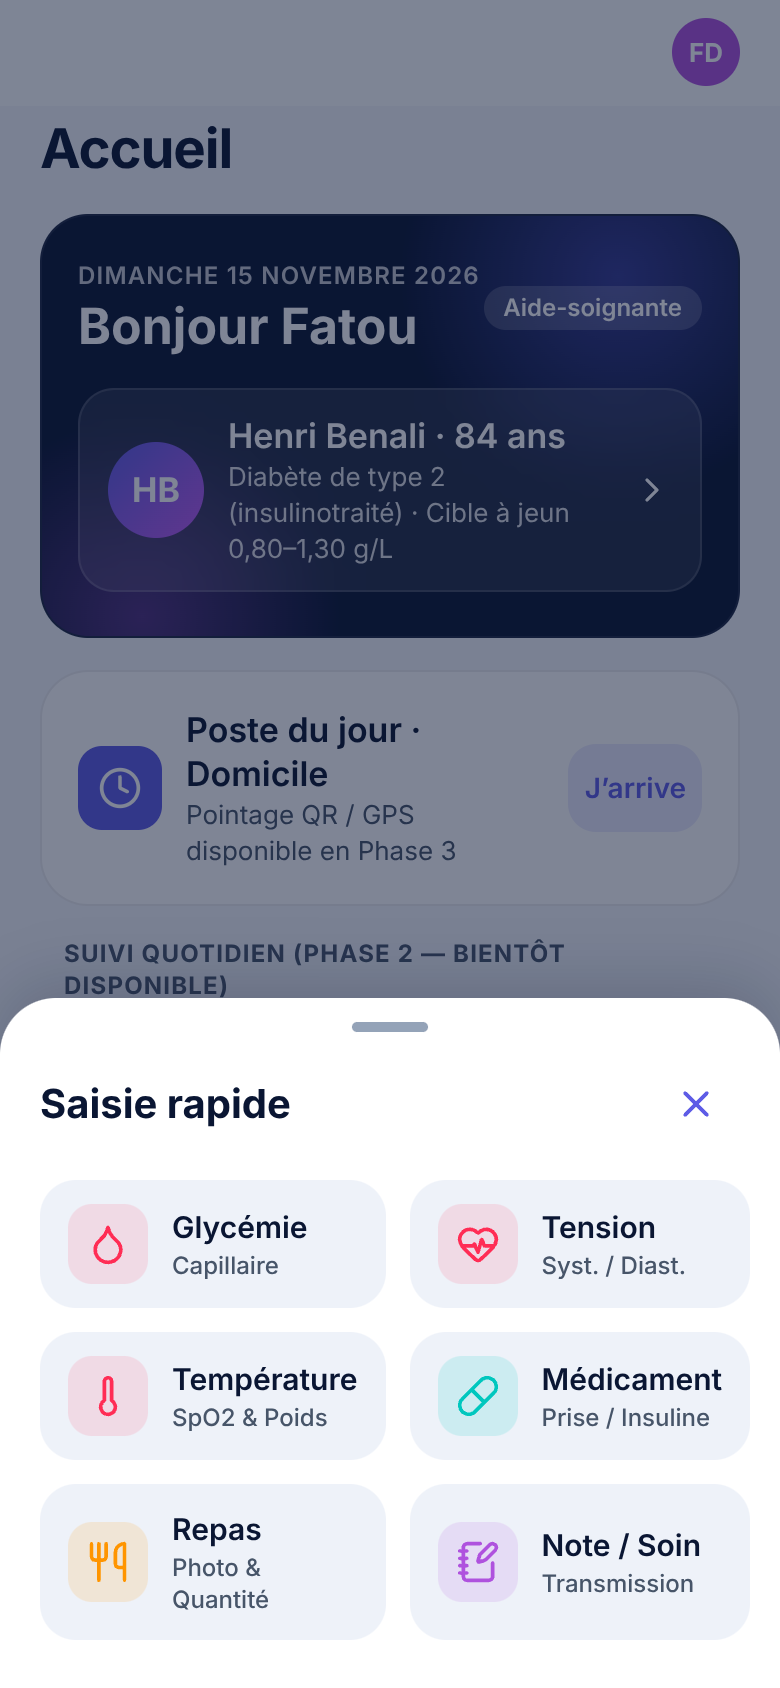 FD
Accueil
DIMANCHE 15 NOVEMBRE 2026
Bonjour Fatou
Aide-soignante
HB
Henri Benali · 84 ans
Diabète de type 2
(insulinotraité) · Cible à jeun
0,80–1,30 g/L
Poste du jour ·
Domicile
Pointage QR / GPS
disponible en Phase 3
J’arrive
SUIVI QUOTIDIEN (PHASE 2 — BIENTÔT
DISPONIBLE)
Saisie rapide
Glycémie
Capillaire
Tension
Syst. / Diast.
Température
SpO2 & Poids
Médicament
Prise / Insuline
Repas
Photo &
Quantité
Note / Soin
Transmission